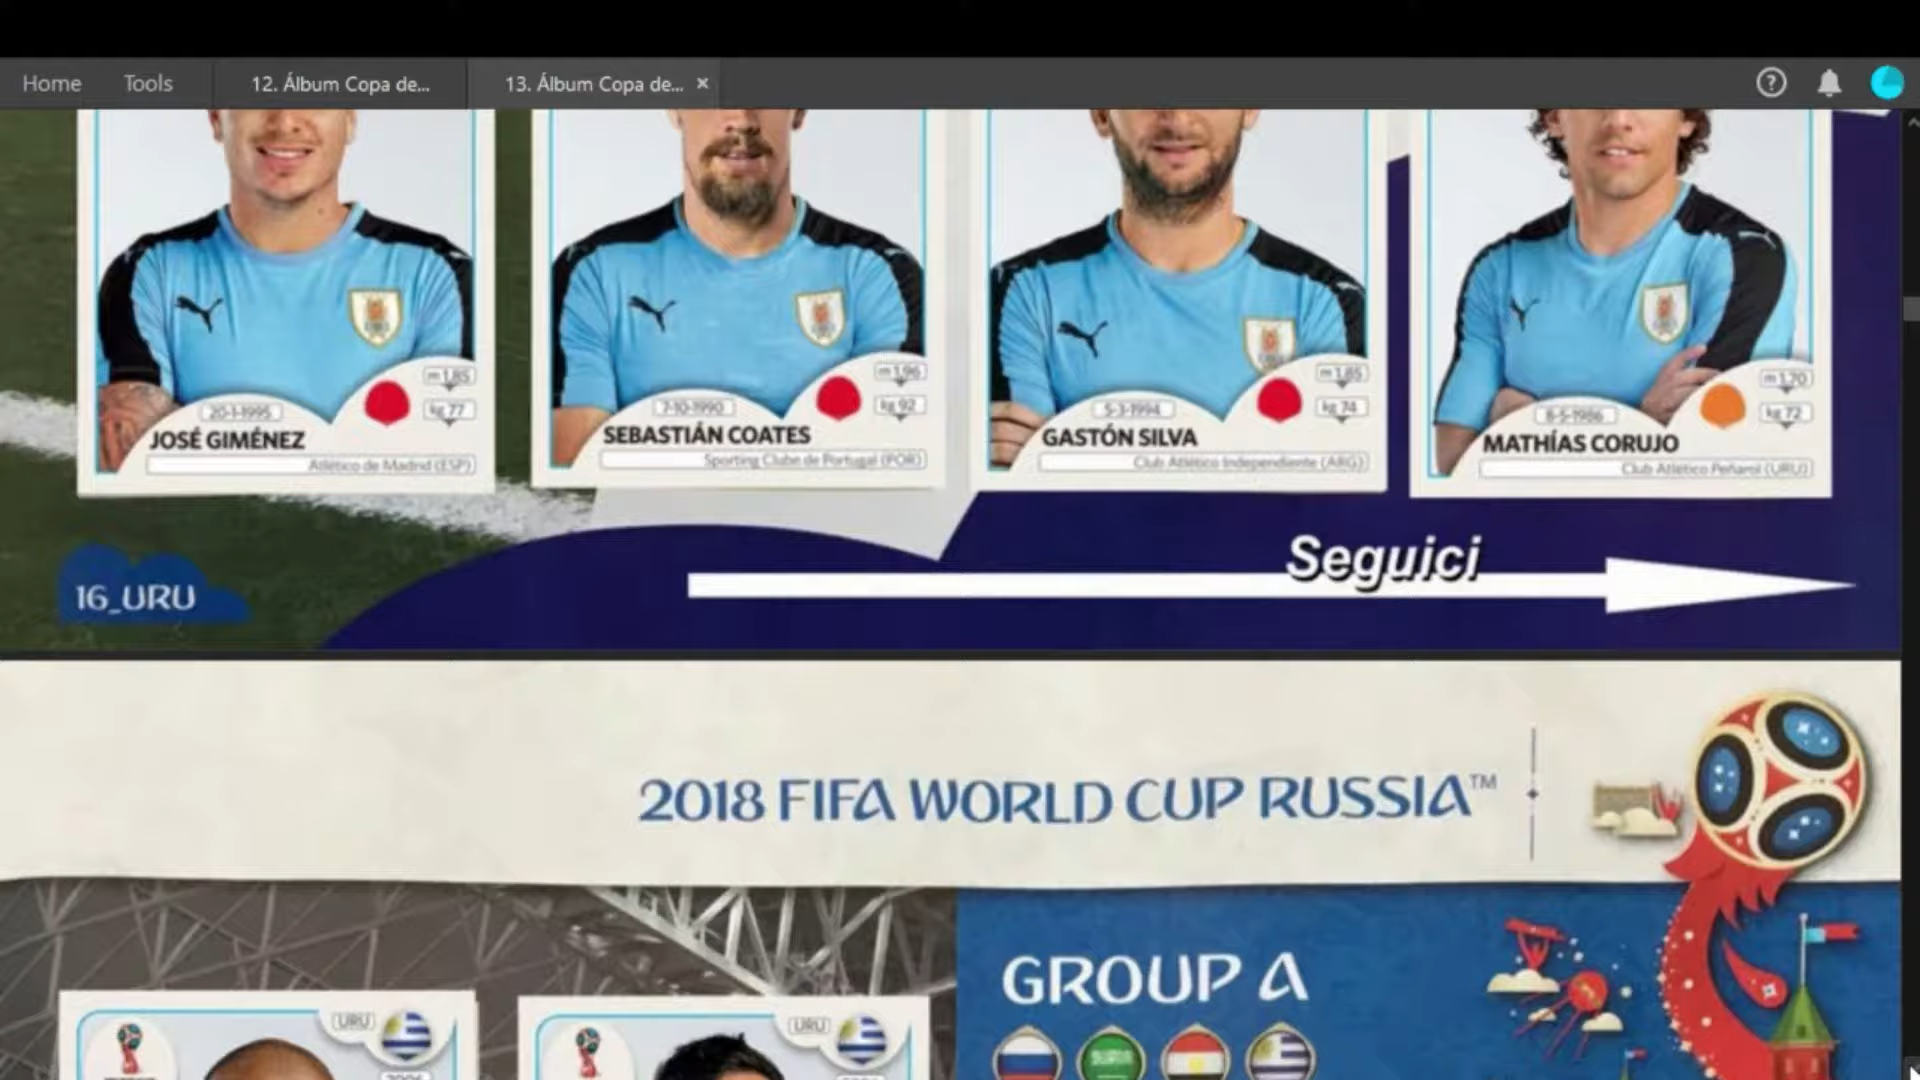 Home Tools 12. Álbum Copa de... 13. Álbum Copa de... ×
m 1,85
20-1-1995
kg 77
JOSÉ GIMÉNEZ
Atlético de Madrid (ESP)
m 1,96
7-10-1990
kg 92
SEBASTIÁN COATES
Sporting Clube de Portugal (POR)
m 1,85
5-3-1994
kg 74
GASTÓN SILVA
Club Atlético Independiente (ARG)
m 1,70
8-5-1986
kg 72
MATHÍAS CORUJO
Club Atlético Peñarol (URU)
Seguici
16_URU
2018 FIFA WORLD CUP RUSSIA™
GROUP A
URU
URU